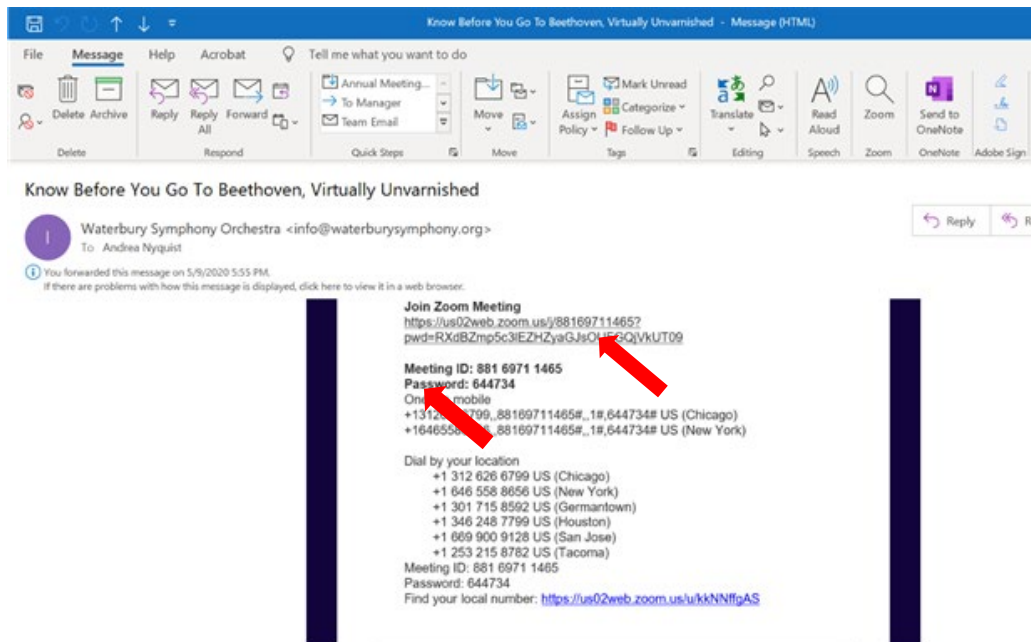 Know Before You Go To Beethoven, Virtually Unvarnished - Message (HTML)
File Message Help Acrobat Tell me what you want to do
Delete Archive
Reply Reply All Forward
Annual Meeting...
To Manager
Team Email
Move
Assign Policy
Mark Unread
Categorize
Follow Up
Translate
Read Aloud
Zoom
Send to OneNote
Delete Respond Quick Steps Move Tags Editing Speech Zoom OneNote Adobe Sign
Know Before You Go To Beethoven, Virtually Unvarnished
I
Waterbury Symphony Orchestra <info@waterburysymphony.org>
To Andrea Nyquist
Reply
You forwarded this message on 5/9/2020 5:55 PM.
If there are problems with how this message is displayed, click here to view it in a web browser.
Join Zoom Meeting
https://us02web.zoom.us/j/88169711465?
Meeting ID: 881 6971 1465
Password: 644734
mobile
US (Chicago)
US (New York)
Dial by your location
+1 312 626 6799 US (Chicago)
+1 646 558 8656 US (New York)
+1 301 715 8592 US (Germantown)
+1 346 248 7799 US (Houston)
+1 669 900 9128 US (San Jose)
+1 253 215 8782 US (Tacoma)
Meeting ID: 881 6971 1465
Password: 644734
Find your local number: https://us02web.zoom.us/u/kkNNffgAS